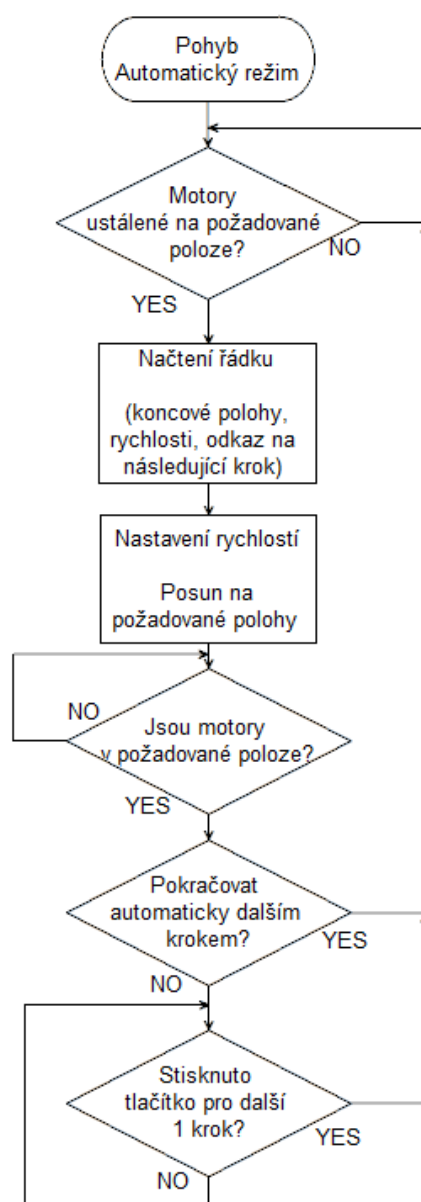 Pohyb
Automatický režim
Motory
ustálené na požadované
poloze?
NO
YES
Načtení řádku
(koncové polohy,
rychlosti, odkaz na
následující krok)
Nastavení rychlostí
Posun na
požadované polohy
NO
Jsou motory
v požadované poloze?
YES
Pokračovat
automaticky dalším
krokem?
YES
NO
Stisknuto
tlačítko pro další
1 krok?
YES
NO